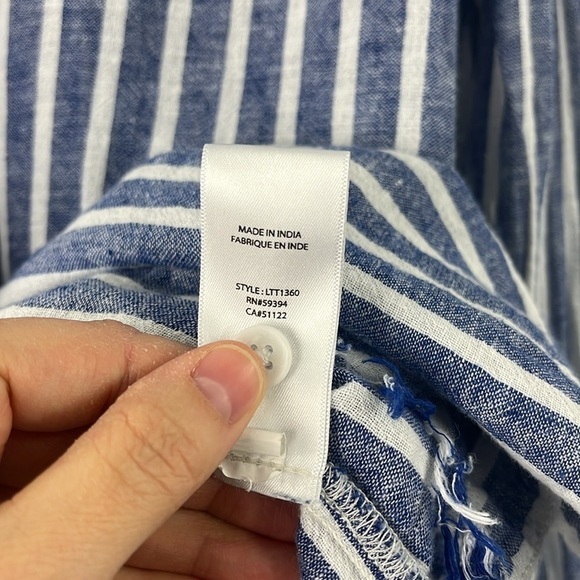 MADE IN INDIA
FABRIQUE EN INDE
STYLE : LTT1360
RN#59394
CA#51122